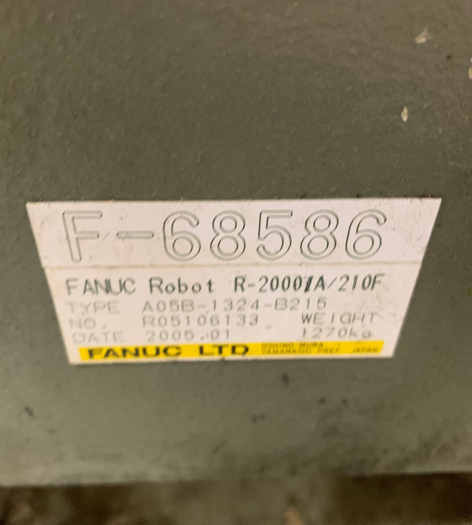 F-68586
FANUC Robot R-2000iA/210F
TYPE A05B-1324-B215
NO. R05106133 WEIGHT
DATE 2005.01 1270kg
FANUC LTD OSHINO-MURA
YAMANASHI PREF. JAPAN